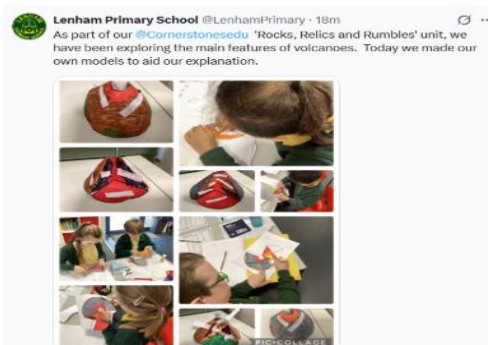 Lenham Primary School @LenhamPrimary · 18m
As part of our @Cornerstonesedu 'Rocks, Relics and Rumbles' unit, we
have been exploring the main features of volcanoes. Today we made our
own models to aid our explanation.
PIC•COLLAGE